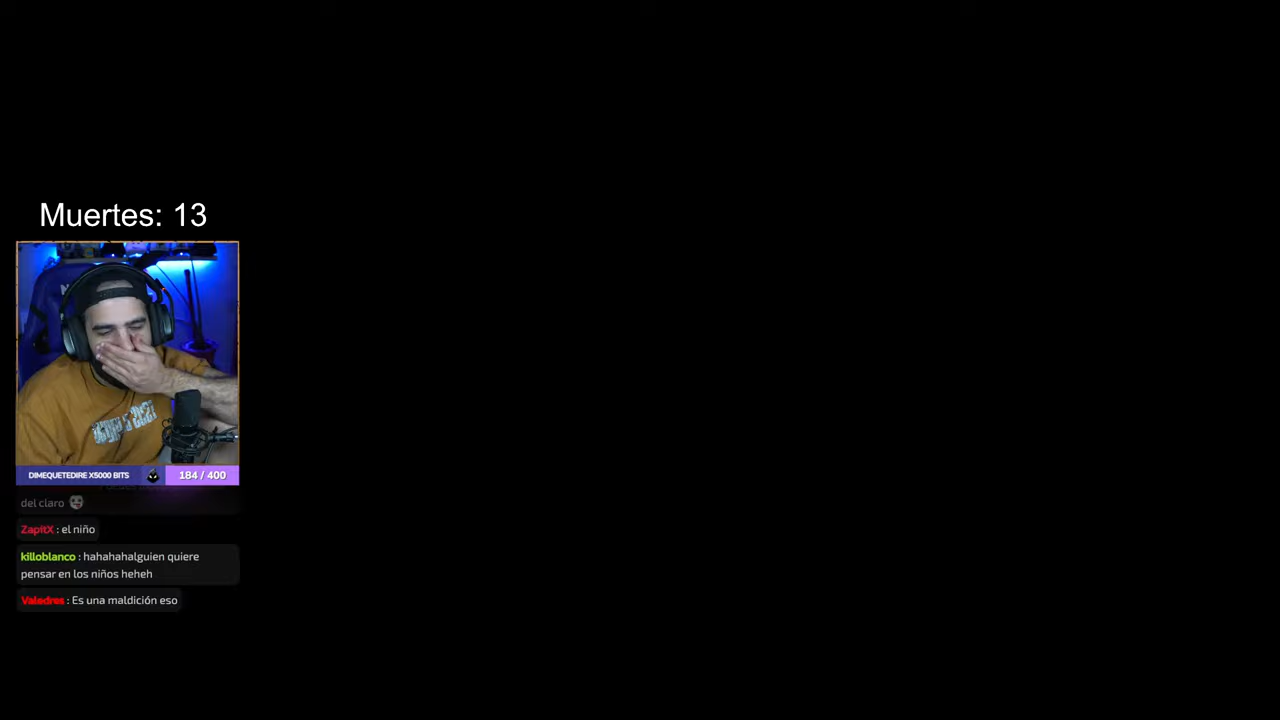 Muertes: 13
DIMEQUETEDIRE X5000 BITS
184 / 400
del claro
ZapitX : el niño
killoblanco : hahahahalguien quiere
pensar en los niños heheh
Valedros : Es una maldición eso